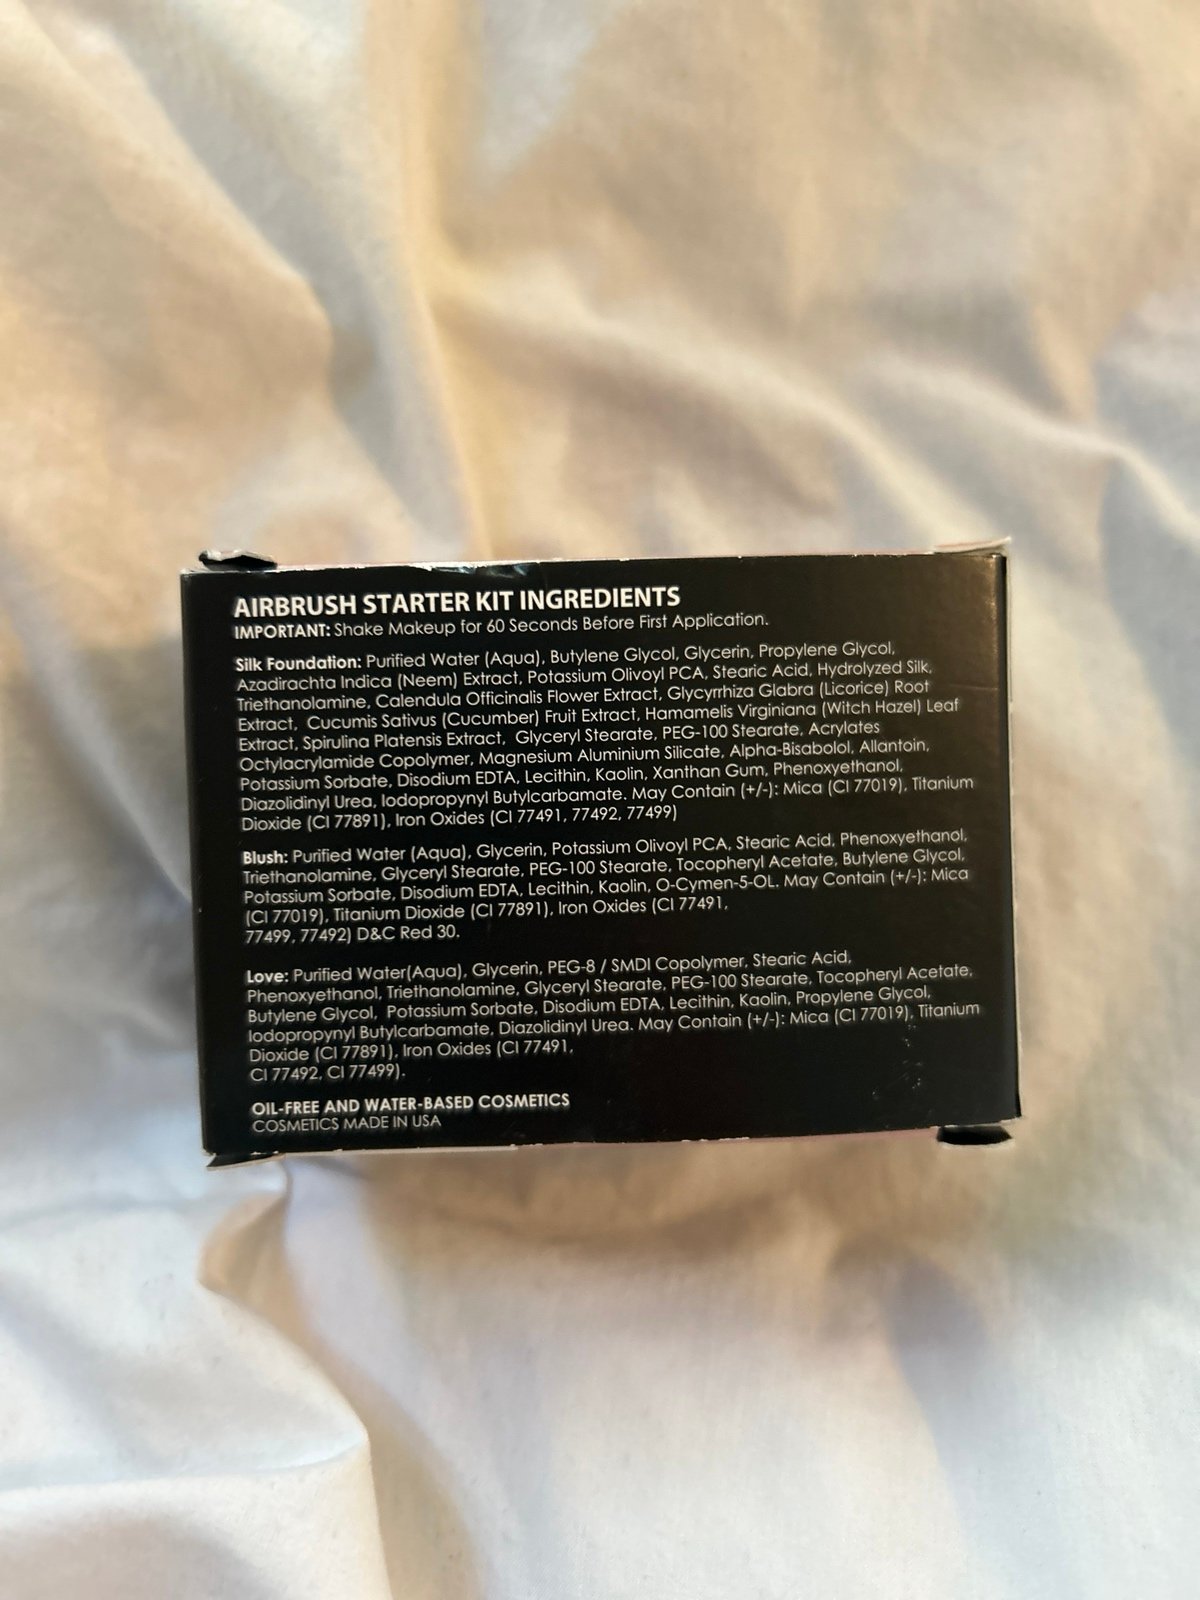 AIRBRUSH STARTER KIT INGREDIENTS
IMPORTANT: Shake Makeup for 60 Seconds Before First Application.
Silk Foundation: Purified Water (Aqua), Butylene Glycol, Glycerin, Propylene Glycol,
Azadirachta Indica (Neem) Extract, Potassium Olivoyl PCA, Stearic Acid, Hydrolyzed Silk,
Triethanolamine, Calendula Officinalis Flower Extract, Glycyrrhiza Glabra (Licorice) Root
Extract, Cucumis Sativus (Cucumber) Fruit Extract, Hamamelis Virginiana (Witch Hazel) Leaf
Extract, Spirulina Platensis Extract, Glyceryl Stearate, PEG-100 Stearate, Acrylates
Octylacrylamide Copolymer, Magnesium Aluminium Silicate, Alpha-Bisabolol, Allantoin,
Potassium Sorbate, Disodium EDTA, Lecithin, Kaolin, Xanthan Gum, Phenoxyethanol,
Diazolidinyl Urea, Iodopropynyl Butylcarbamate. May Contain (+/-): Mica (CI 77019), Titanium
Dioxide (CI 77891), Iron Oxides (CI 77491, 77492, 77499)
Blush: Purified Water (Aqua), Glycerin, Potassium Olivoyl PCA, Stearic Acid, Phenoxyethanol,
Triethanolamine, Glyceryl Stearate, PEG-100 Stearate, Tocopheryl Acetate, Butylene Glycol,
Potassium Sorbate, Disodium EDTA, Lecithin, Kaolin, O-Cymen-5-OL. May Contain (+/-): Mica
(CI 77019), Titanium Dioxide (CI 77891), Iron Oxides (CI 77491,
77499, 77492) D&C Red 30.
Love: Purified Water(Aqua), Glycerin, PEG-8 / SMDI Copolymer, Stearic Acid,
Phenoxyethanol, Triethanolamine, Glyceryl Stearate, PEG-100 Stearate, Tocopheryl Acetate,
Butylene Glycol, Potassium Sorbate, Disodium EDTA, Lecithin, Kaolin, Propylene Glycol,
Iodopropynyl Butylcarbamate, Diazolidinyl Urea. May Contain (+/-): Mica (CI 77019), Titanium
Dioxide (CI 77891), Iron Oxides (CI 77491,
CI 77492, CI 77499).
OIL-FREE AND WATER-BASED COSMETICS
COSMETICS MADE IN USA